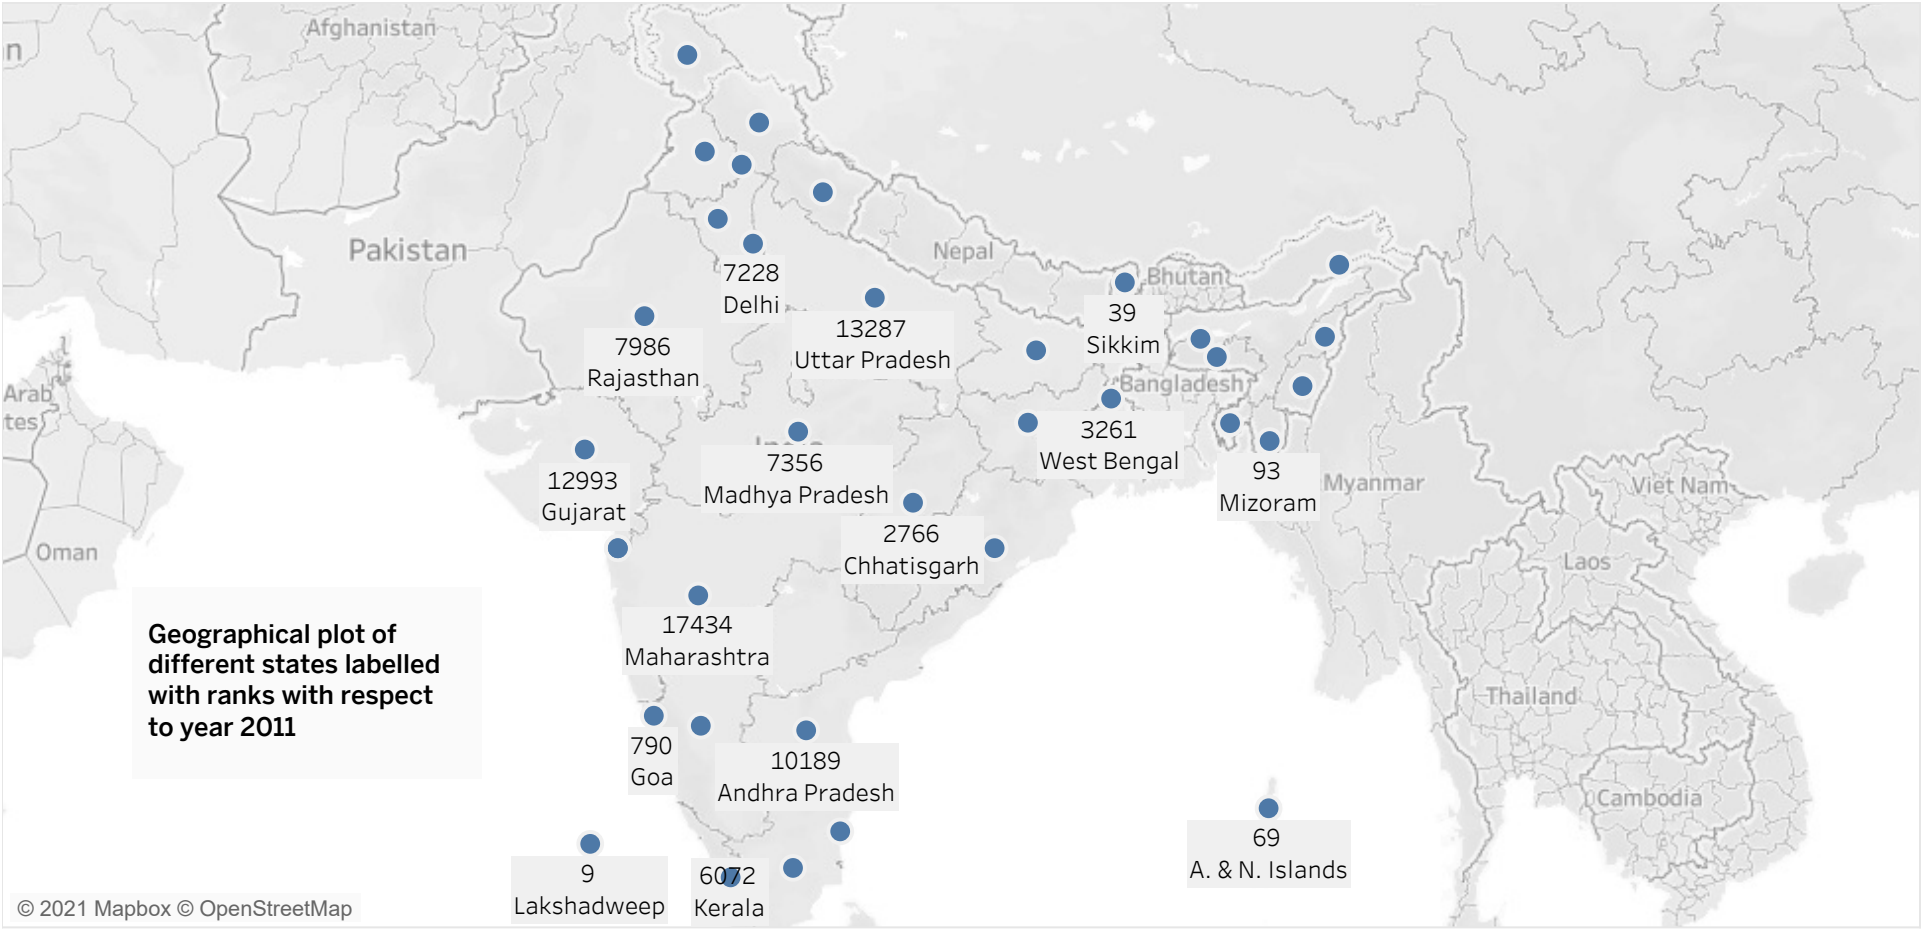 Afghanistan
n
Pakistan
Nepal
Bhutan
7228
Delhi
39
Sikkim
13287
Uttar Pradesh
7986
Rajasthan
Arab
tes
Bangladesh
3261
West Bengal
7356
Madhya Pradesh
12993
Gujarat
93
Mizoram
Myanmar
Viet Nam
2766
Chhatisgarh
Oman
Laos
17434
Maharashtra
Geographical plot of
different states labelled
with ranks with respect
to year 2011
Thailand
790
Goa
10189
Andhra Pradesh
Cambodia
69
A. & N. Islands
9
Lakshadweep
6072
Kerala
© 2021 Mapbox © OpenStreetMap